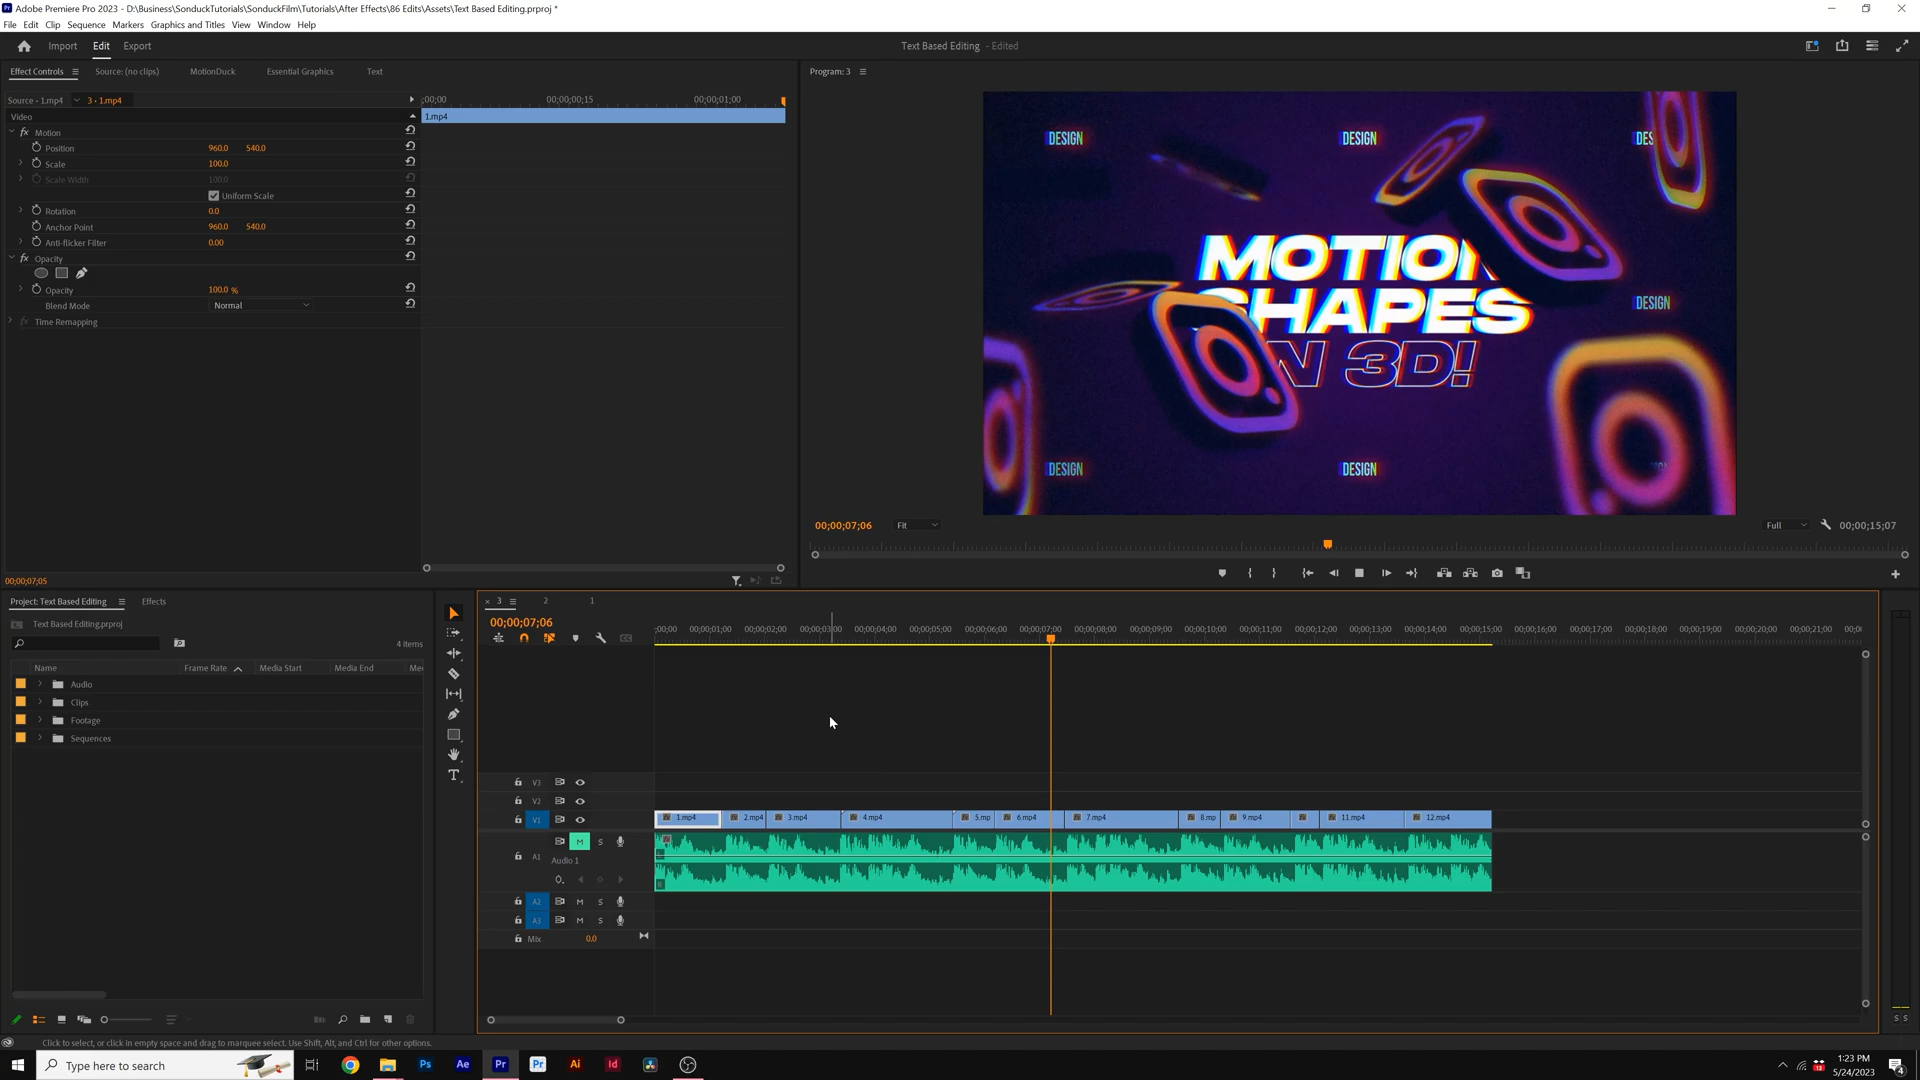 Adobe Premiere Pro 2023 - D:\Business\SonduckTutorials\SonduckFilm\Tutorials\After Effects\86 Edits\Assets\Text Based Editing.prproj *
File Edit Clip Sequence Markers Graphics and Titles View Window Help
Import Edit Export
Text Based Editing - Edited
Effect Controls Source: (no clips) MotionDuck Essential Graphics Text
Program: 3
Source • 1.mp4 3 • 1.mp4
;00;00 00;00;00;15 00;00;01;00
Video
1.mp4
fx Motion
Position 960.0 540.0
Scale 100.0
Scale Width 100.0
Uniform Scale
Rotation 0.0
Anchor Point 960.0 540.0
Anti-flicker Filter 0.00
fx Opacity
Opacity 100.0 %
Blend Mode Normal
fx Time Remapping
00;00;07;05
DESIGN DESIGN DES
MOTION
SHAPES
N 3D!
DESIGN
DESIGN DESIGN
00;00;07;06 Fit Full 00;00;15;07
Project: Text Based Editing Effects
Text Based Editing.prproj
4 items
Name Frame Rate Media Start Media End Me
Audio
Clips
Footage
Sequences
× 3 2 1
00;00;07;06
;00;00 00;00;01;00 00;00;02;00 00;00;03;00 00;00;04;00 00;00;05;00 00;00;06;00 00;00;07;00 00;00;08;00 00;00;09;00 00;00;10;00 00;00;11;00 00;00;12;00 00;00;13;00 00;00;14;00 00;00;15;00 00;00;16;00 00;00;17;00 00;00;18;00 00;00;19;00 00;00;20;00 00;00;21;00 00;0
V3
V2
V1 1.mp4 2.mp4 3.mp4 4.mp4 5.mp 6.mp4 7.mp4 8.mp 9.mp4 11.mp4 12.mp4
M S
A1 Audio 1
A2 M S
A3 M S
Mix 0.0
S S
Click to select, or click in empty space and drag to marquee select. Use Shift, Alt, and Ctrl for other options.
Type here to search
Ps Ae Pr Pr Ai Id
1:23 PM
5/24/2023
4